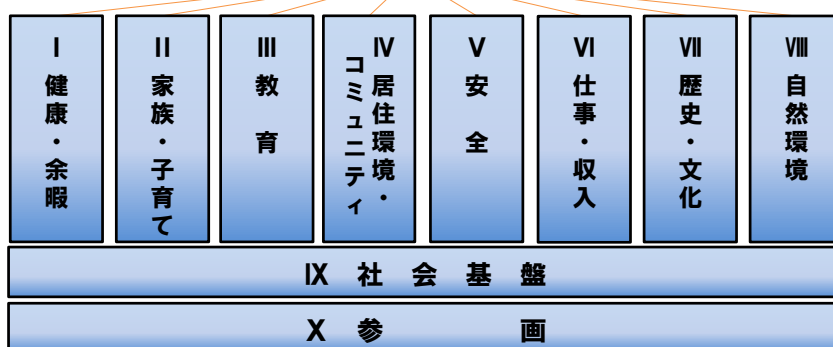 Ⅰ
健康・余暇
Ⅱ
家族・子育て
Ⅲ
教育
Ⅳ
居住環境・
コミュニティ
Ⅴ
安全
Ⅵ
仕事・収入
Ⅶ
歴史・文化
Ⅷ
自然環境
Ⅸ 社会基盤
Ⅹ 参画